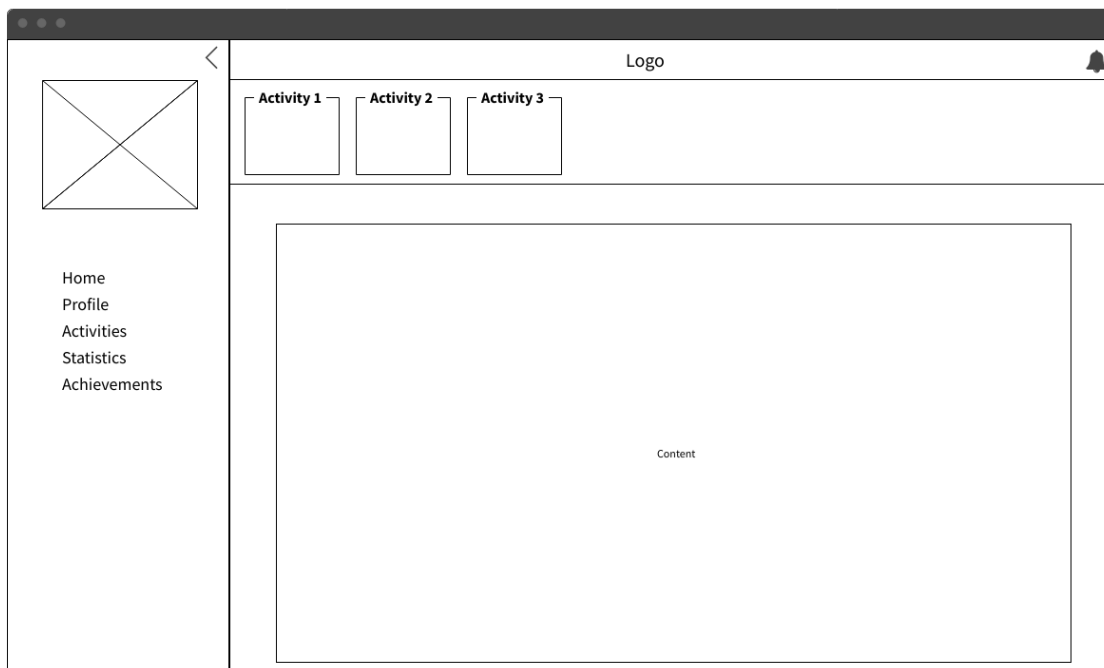 Logo
Activity 1 Activity 2 Activity 3
Home
Profile
Activities
Statistics
Achievements
Content